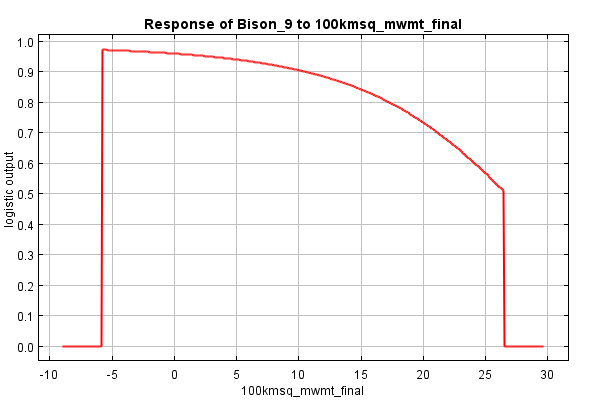 Response of Bison_9 to 100kmsq_mwmt_final
1.0
0.9
0.8
0.7
0.6
0.5
0.4
0.3
0.2
0.1
0.0
logistic output
-10 -5 0 5 10 15 20 25 30
100kmsq_mwmt_final